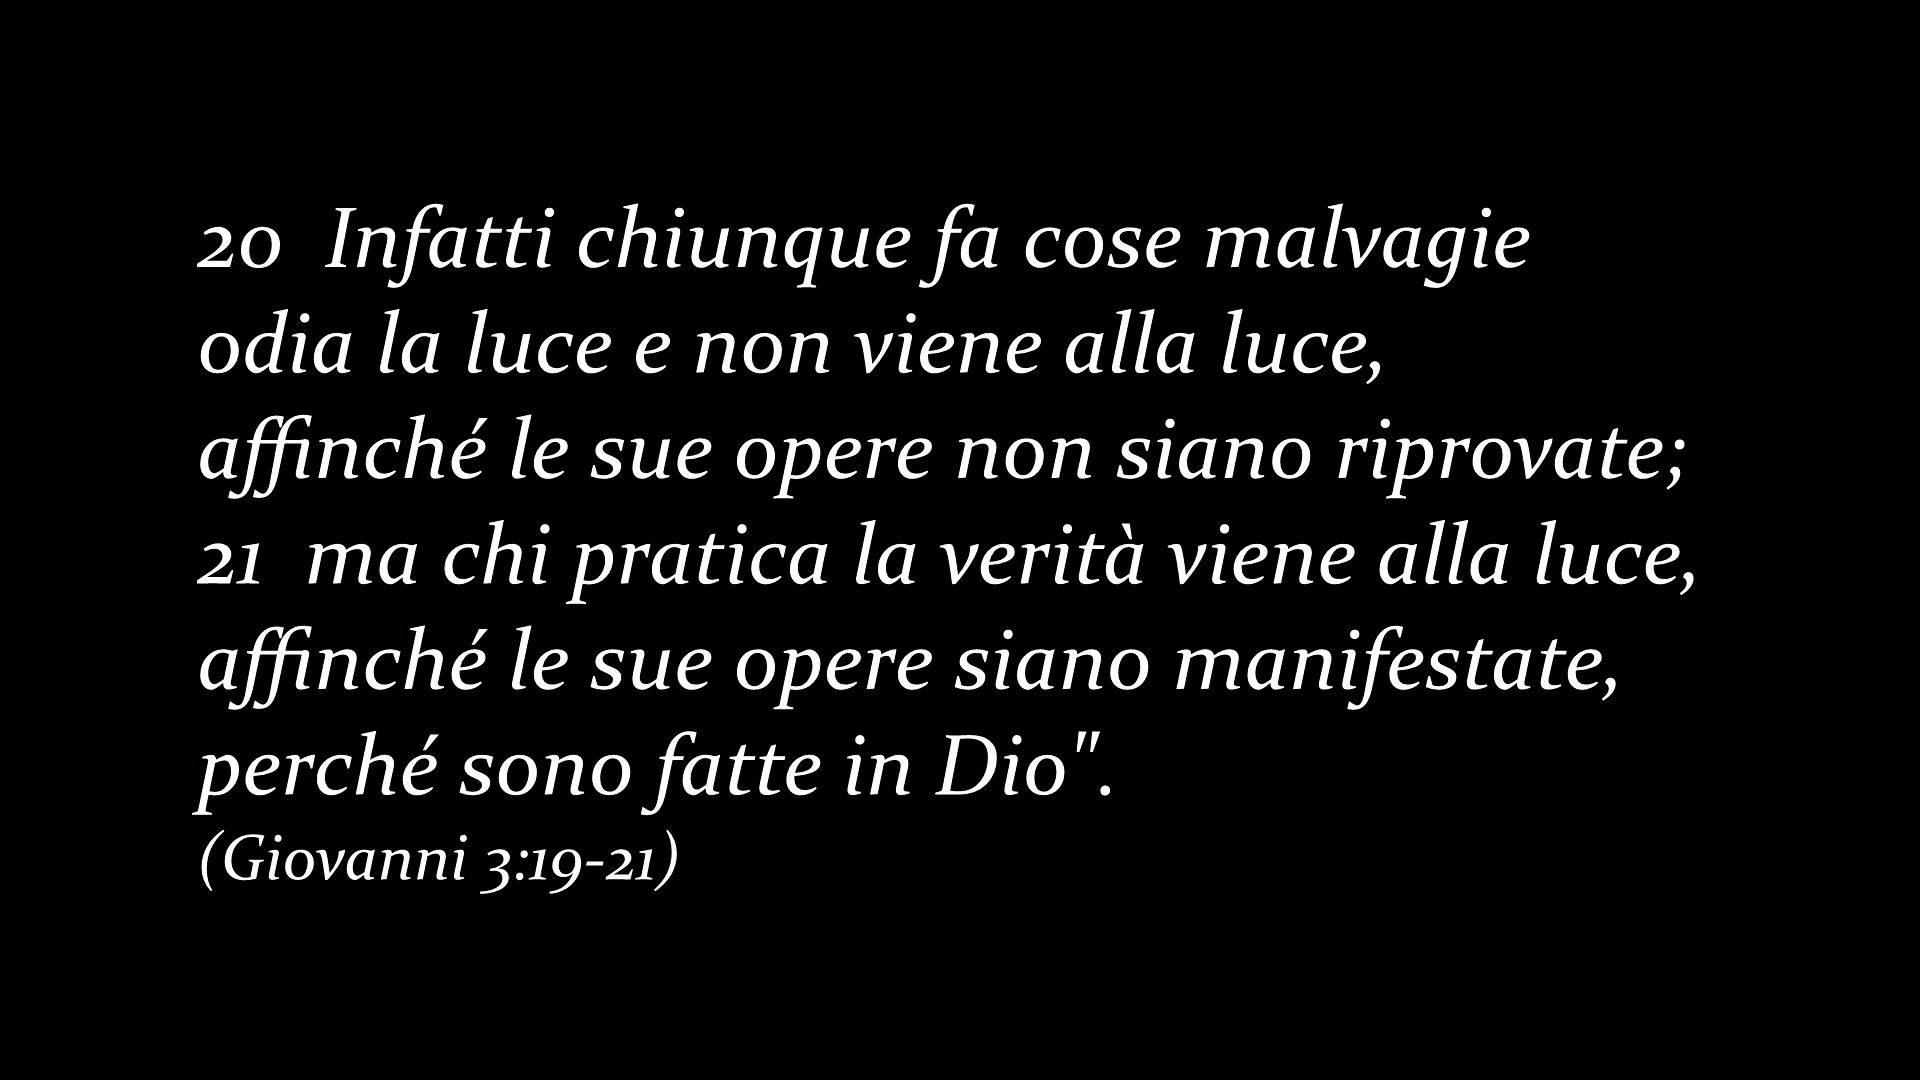 20  Infatti chiunque fa cose malvagie
odia la luce e non viene alla luce,
affinché le sue opere non siano riprovate;
21  ma chi pratica la verità viene alla luce,
affinché le sue opere siano manifestate,
perché sono fatte in Dio".
(Giovanni 3:19-21)